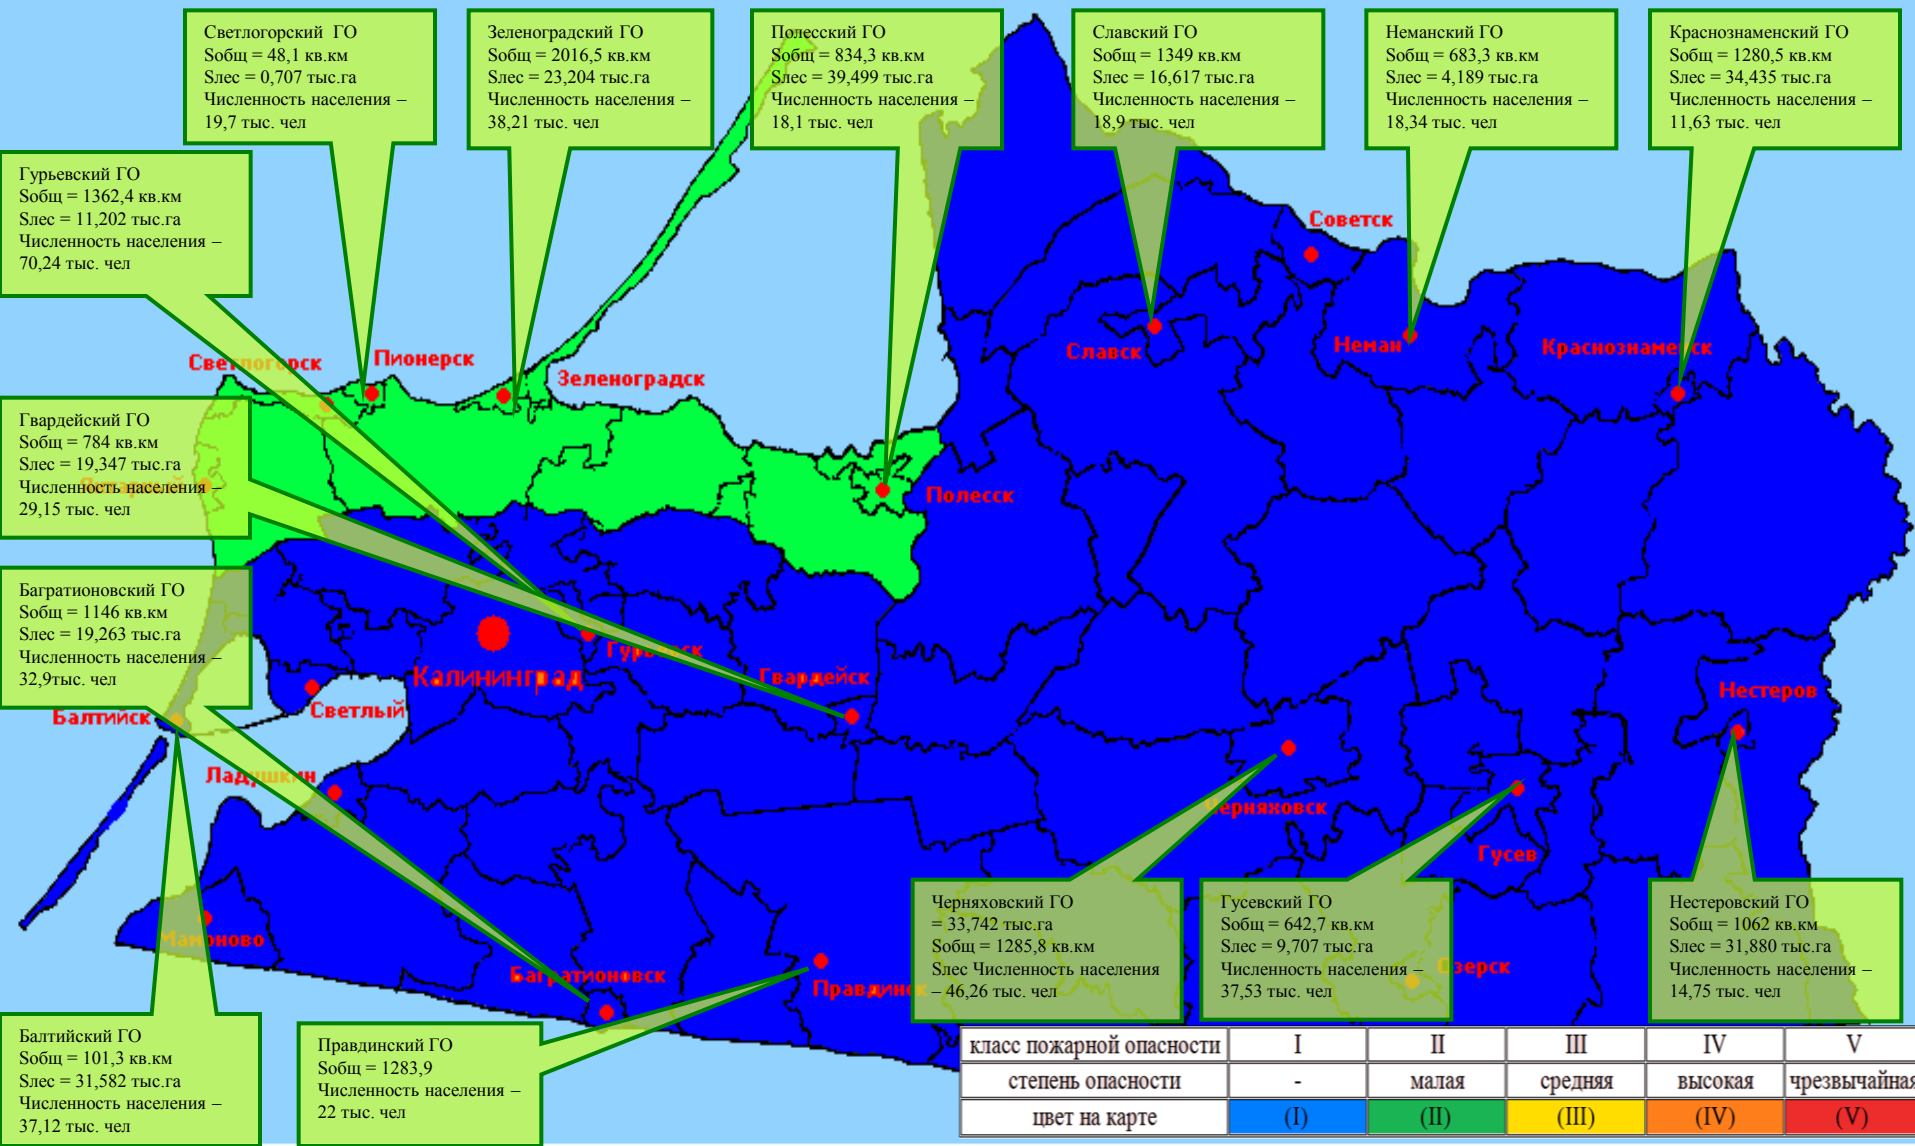 Светлогорский ГО
Sобщ = 48,1 кв.км
Sлес = 0,707 тыс.га
Численность населения –
19,7 тыс. чел
Зеленоградский ГО
Sобщ = 2016,5 кв.км
Sлес = 23,204 тыс.га
Численность населения –
38,21 тыс. чел
Полесский ГО
Sобщ = 834,3 кв.км
Sлес = 39,499 тыс.га
Численность населения –
18,1 тыс. чел
Славский ГО
Sобщ = 1349 кв.км
Sлес = 16,617 тыс.га
Численность населения –
18,9 тыс. чел
Неманский ГО
Sобщ = 683,3 кв.км
Sлес = 4,189 тыс.га
Численность населения –
18,34 тыс. чел
Краснознаменский ГО
Sобщ = 1280,5 кв.км
Sлес = 34,435 тыс.га
Численность населения –
11,63 тыс. чел
Гурьевский ГО
Sобщ = 1362,4 кв.км
Sлес = 11,202 тыс.га
Численность населения –
70,24 тыс. чел
Советск
Славск
Неман
Краснознаменск
Светлогорск
Пионерск
Зеленоградск
Гвардейский ГО
Sобщ = 784 кв.км
Sлес = 19,347 тыс.га
Численность населения –
29,15 тыс. чел
Полесск
Багратионовский ГО
Sобщ = 1146 кв.км
Sлес = 19,263 тыс.га
Численность населения –
32,9тыс. чел
Гурьевск
Калининград
Гвардейск
Нестеров
Светлый
Балтийск
Ладушкин
Черняховск
Гусев
Мамоново
Багратионовск
Правдинск
Озерск
Черняховский ГО
= 33,742 тыс.га
Sобщ = 1285,8 кв.км
Sлес Численность населения
– 46,26 тыс. чел
Гусевский ГО
Sобщ = 642,7 кв.км
Sлес = 9,707 тыс.га
Численность населения –
37,53 тыс. чел
Нестеровский ГО
Sобщ = 1062 кв.км
Sлес = 31,880 тыс.га
Численность населения –
14,75 тыс. чел
Балтийский ГО
Sобщ = 101,3 кв.км
Sлес = 31,582 тыс.га
Численность населения –
37,12 тыс. чел
Правдинский ГО
Sобщ = 1283,9
Численность населения –
22 тыс. чел
класс пожарной опасности I II III IV V
степень опасности - малая средняя высокая чрезвычайная
цвет на карте (I) (II) (III) (IV) (V)